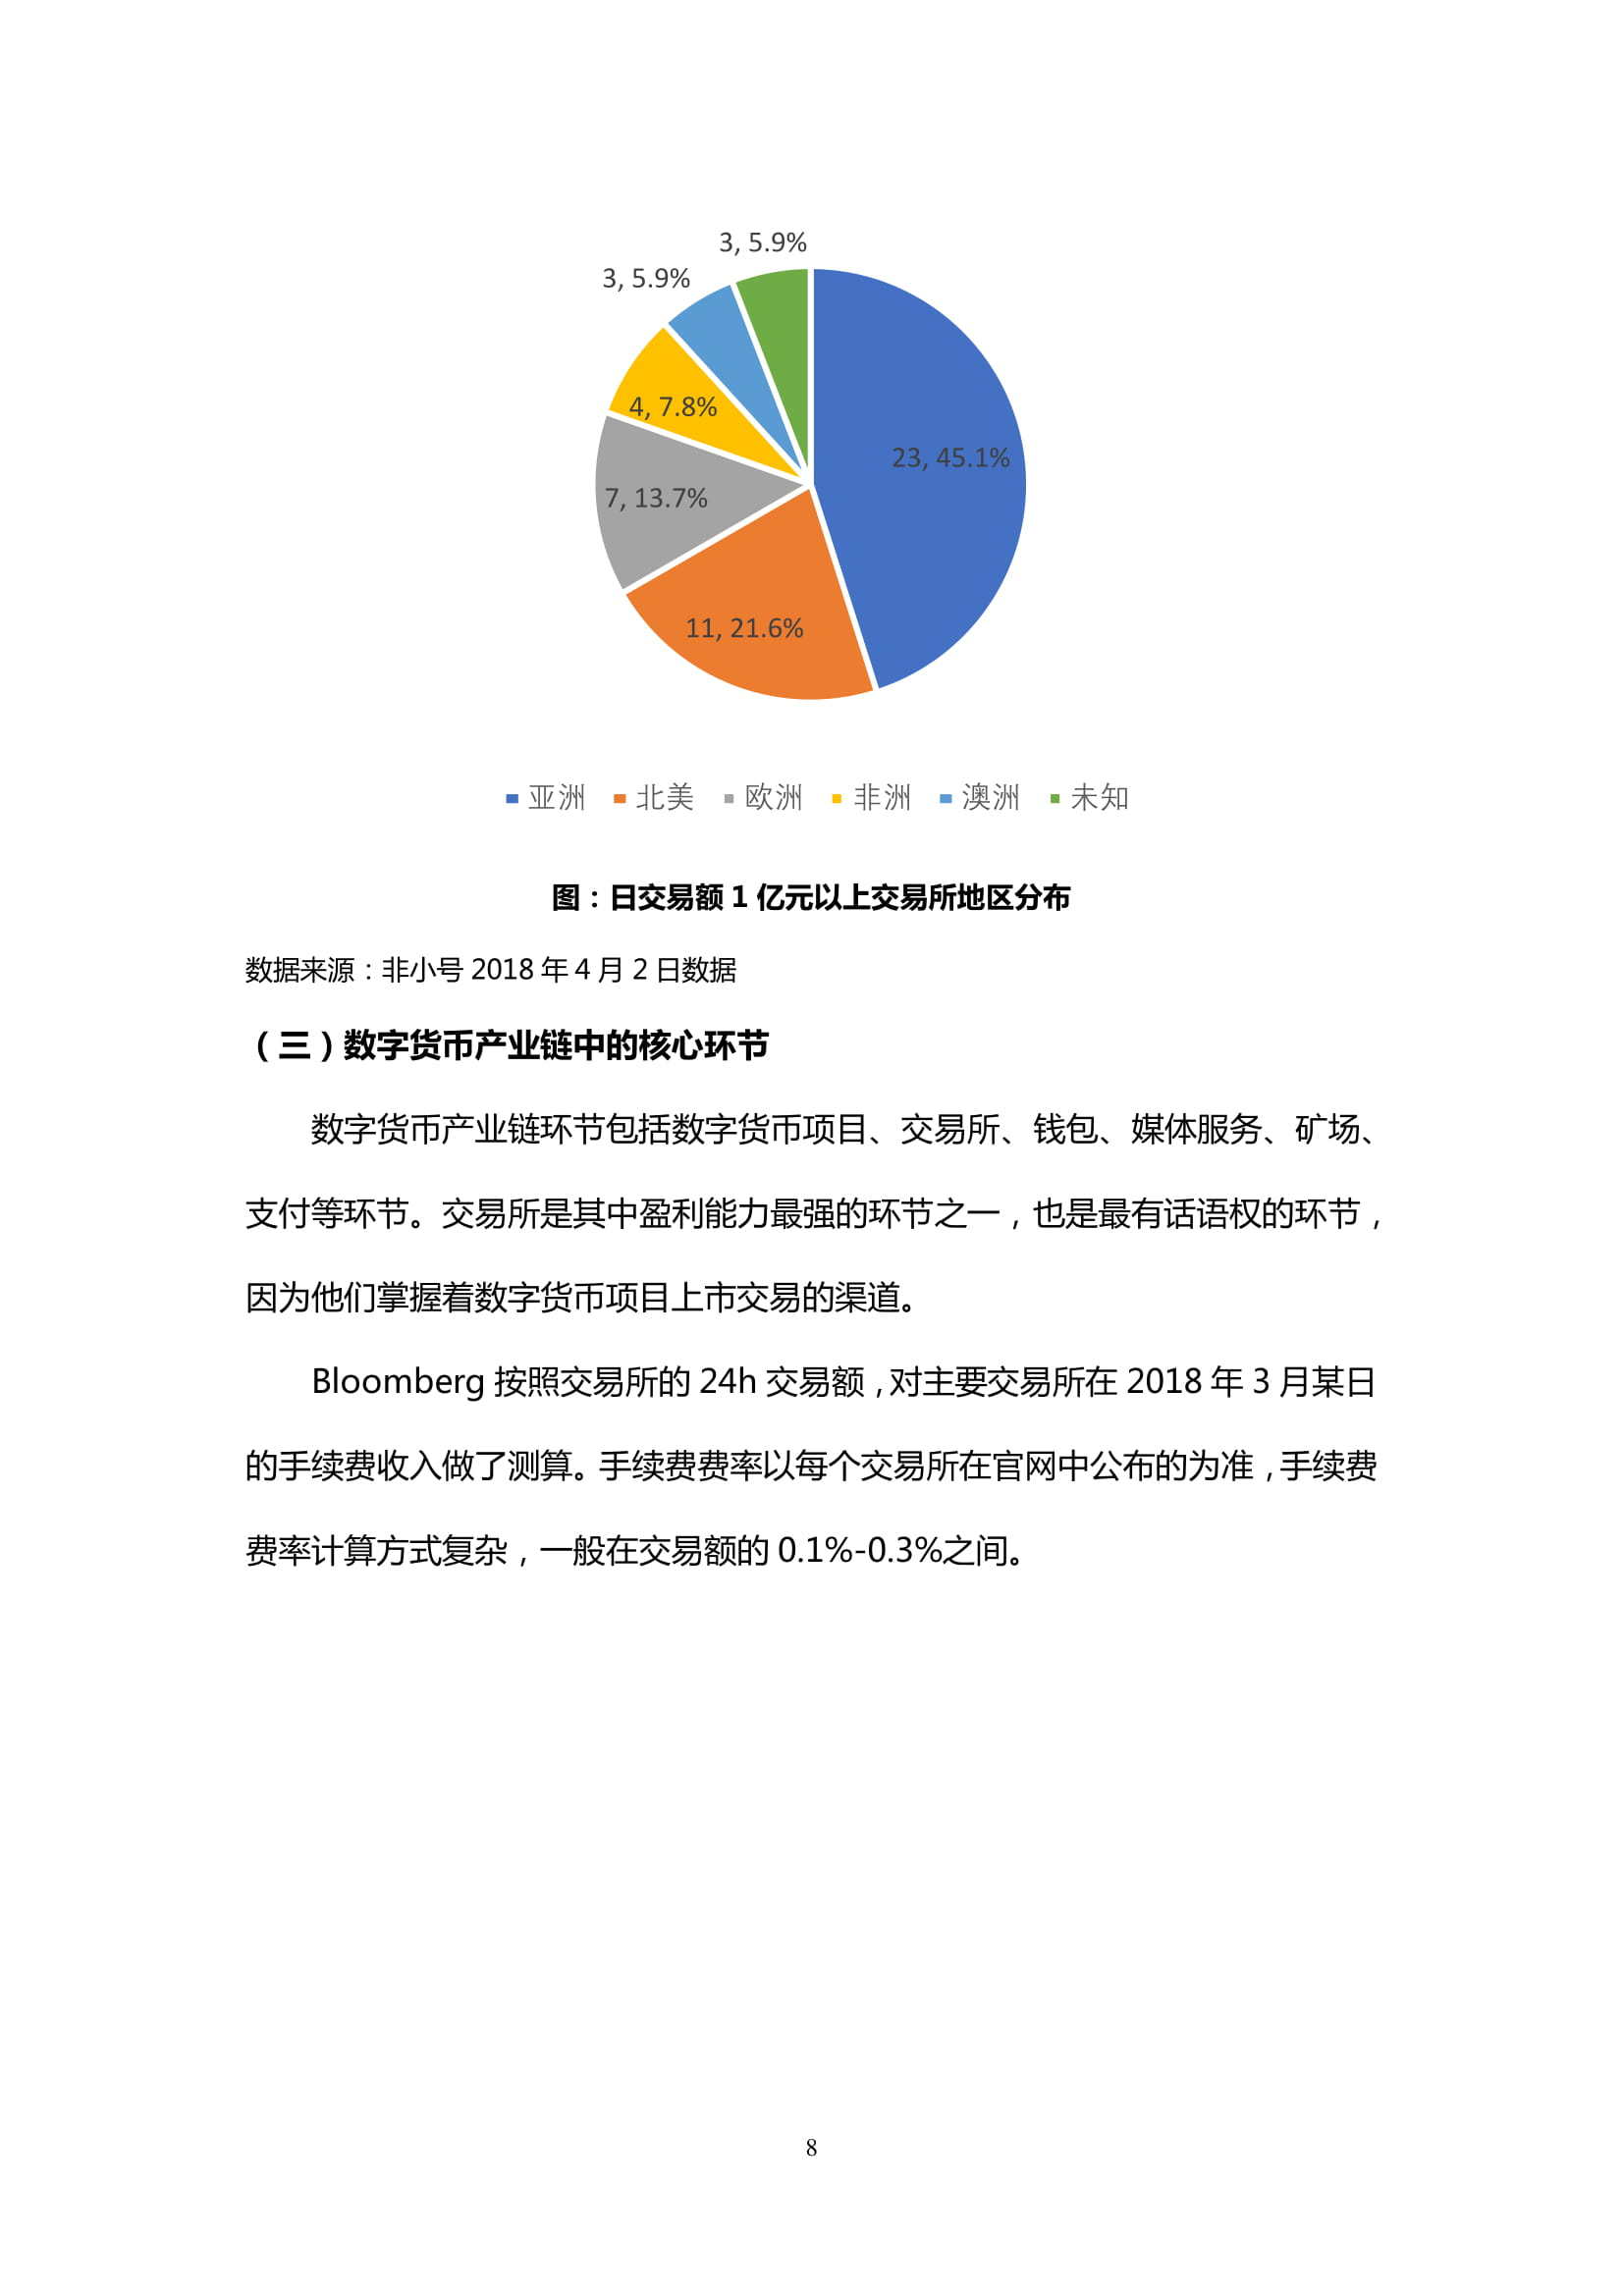 3, 5.9%
3, 5.9%
4, 7.8%
23, 45.1%
7, 13.7%
11, 21.6%
亚洲 北美 欧洲 非洲 澳洲 未知
图：日交易额 1 亿元以上交易所地区分布
数据来源：非小号 2018 年 4 月 2 日数据
（三）数字货币产业链中的核心环节
数字货币产业链环节包括数字货币项目、交易所、钱包、媒体服务、矿场、
支付等环节。交易所是其中盈利能力最强的环节之一，也是最有话语权的环节，
因为他们掌握着数字货币项目上市交易的渠道。
Bloomberg 按照交易所的 24h 交易额，对主要交易所在 2018 年 3 月某日
的手续费收入做了测算。手续费费率以每个交易所在官网中公布的为准，手续费
费率计算方式复杂，一般在交易额的 0.1%-0.3%之间。
8